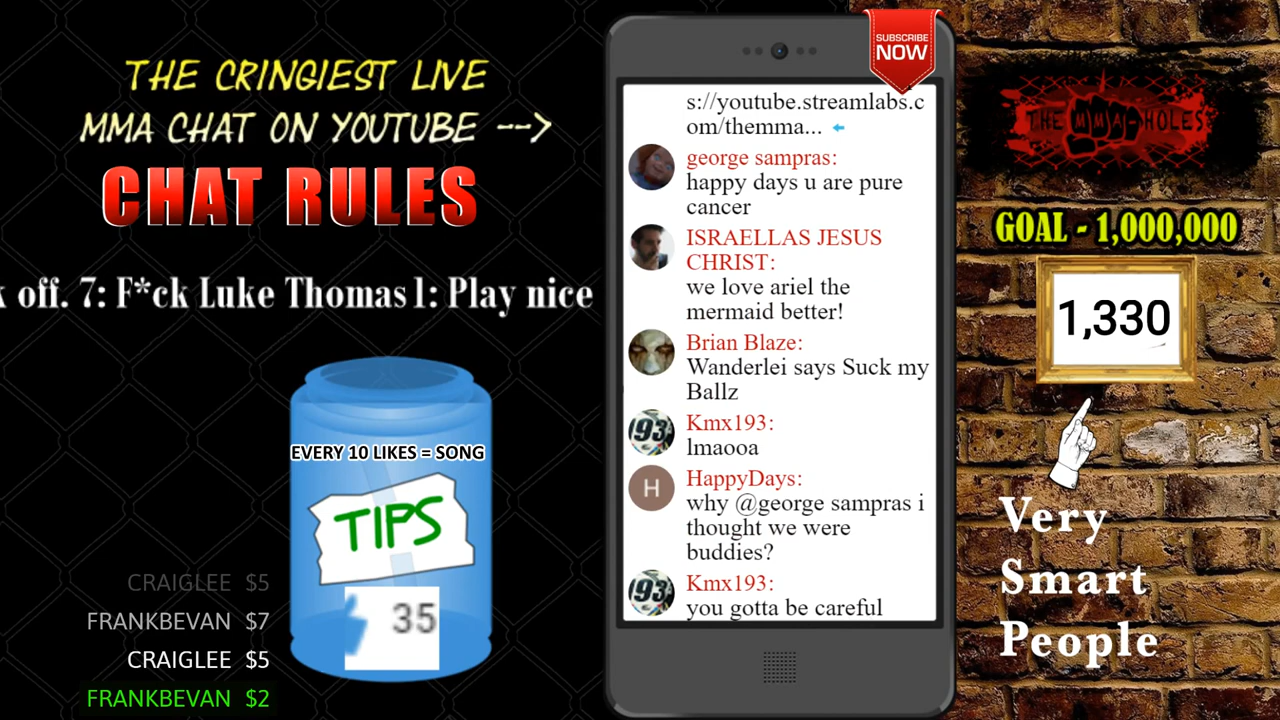 THE CRINGIEST LIVE
MMA CHAT ON YOUTUBE -->
CHAT RULES
k off. 7: F*ck Luke Thomas 1: Play nice
EVERY 10 LIKES = SONG
TIPS
35
CRAIGLEE $5
FRANKBEVAN $7
CRAIGLEE $5
FRANKBEVAN $2
SUBSCRIBE
NOW
s://youtube.streamlabs.c
om/themma...
george sampras:
happy days u are pure
cancer
ISRAELLAS JESUS
CHRIST:
we love ariel the
mermaid better!
Brian Blaze:
Wanderlei says Suck my
Ballz
Kmx193:
lmaooa
H
HappyDays:
why @george sampras i
thought we were
buddies?
Kmx193:
you gotta be careful
93
93
THE MMA-HOLES
GOAL - 1,000,000
1,330
Very
Smart
People